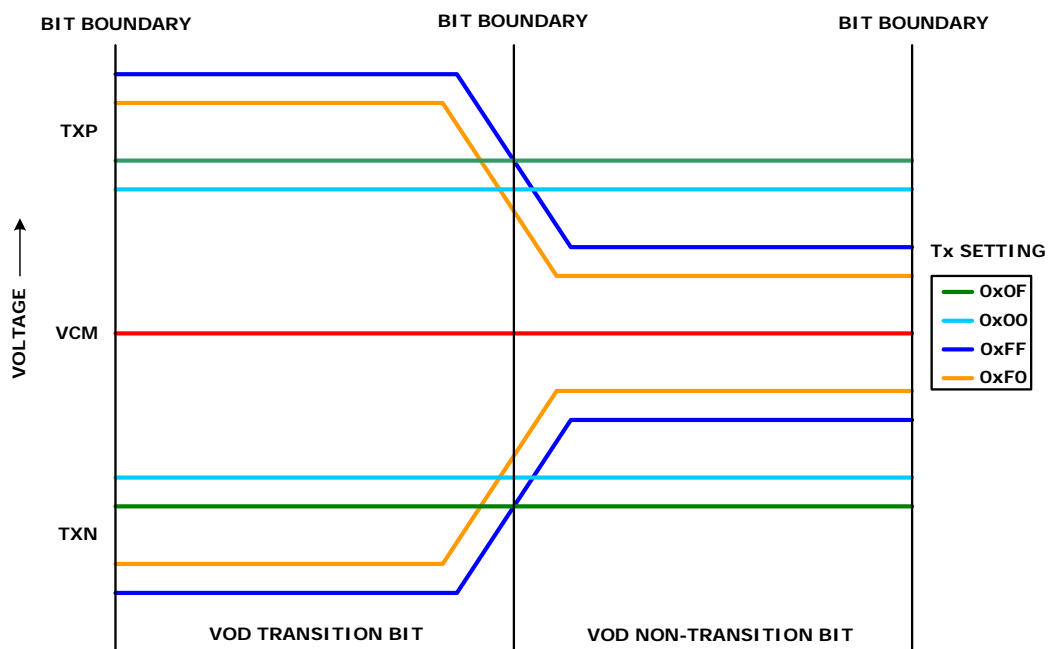 BIT BOUNDARY
BIT BOUNDARY
BIT BOUNDARY
TXP
VOLTAGE
VCM
TXN
Tx SETTING
0x0F
0x00
0xFF
0xF0
VOD TRANSITION BIT
VOD NON-TRANSITION BIT